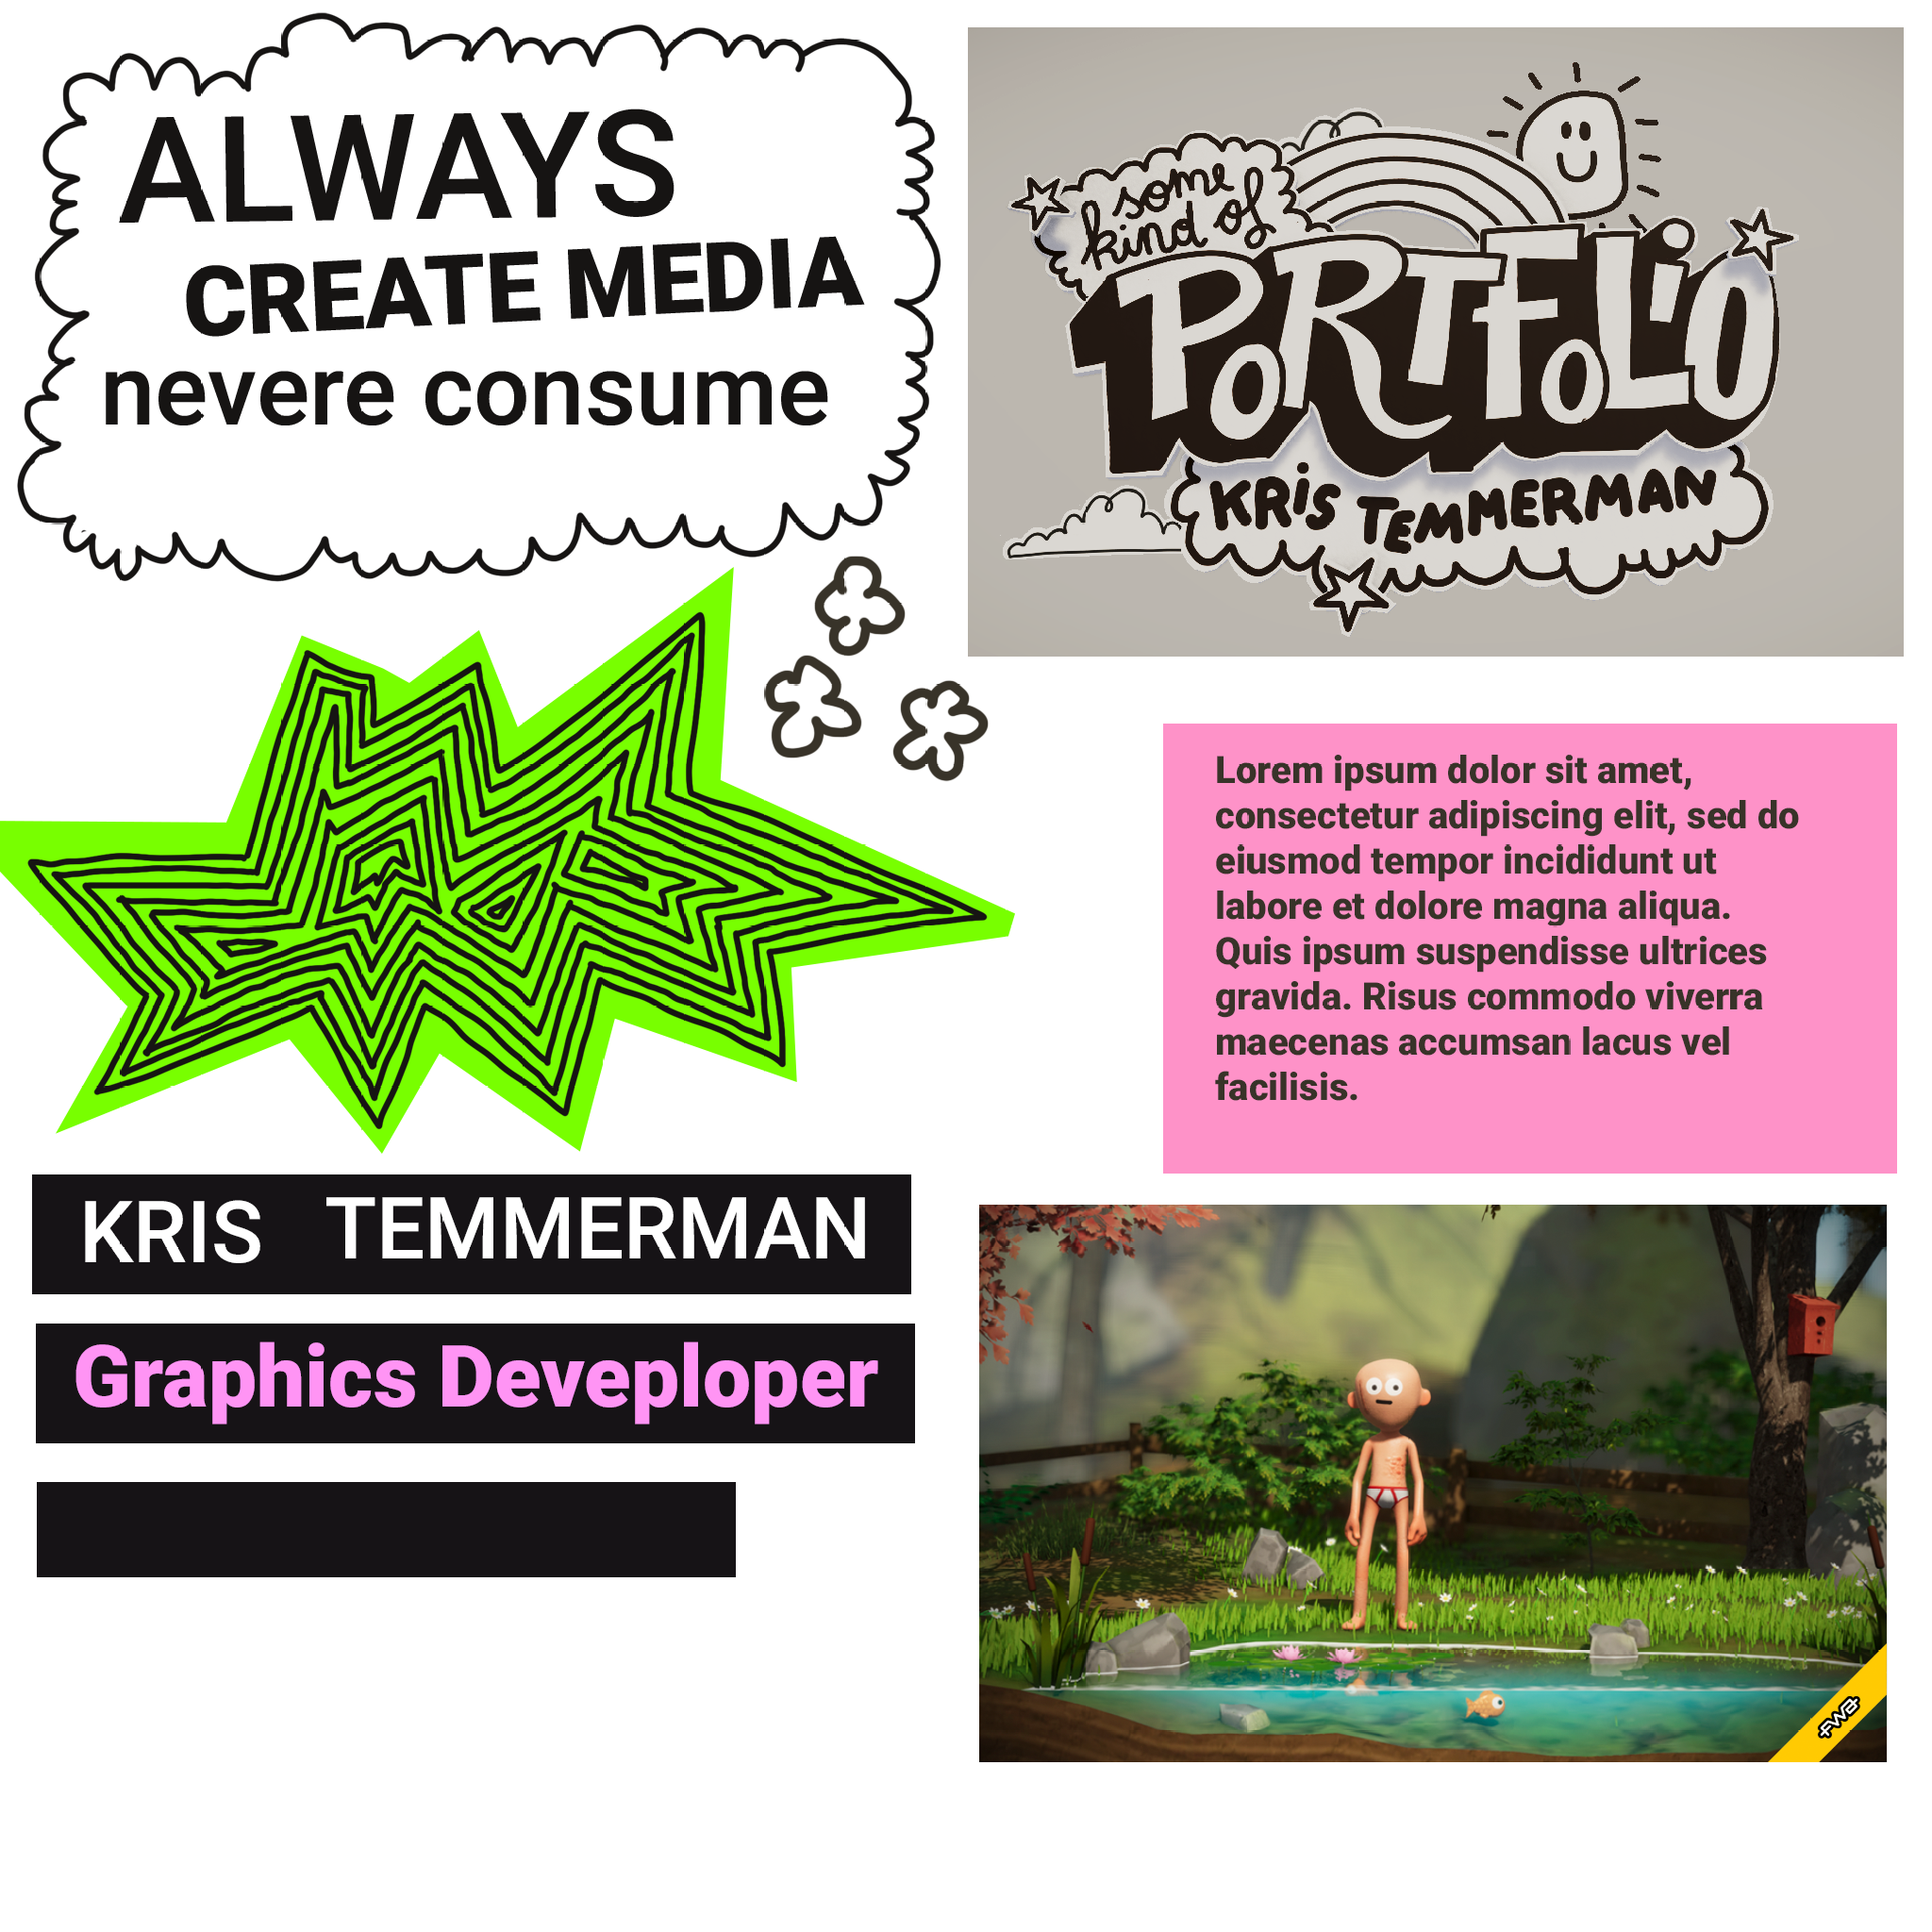 ALWAYS
CREATE MEDIA
nevere consume
some
kind of
PORTFOLiO
KRiS TEMMERMAN
Lorem ipsum dolor sit amet,
consectetur adipiscing elit, sed do
eiusmod tempor incididunt ut
labore et dolore magna aliqua.
Quis ipsum suspendisse ultrices
gravida. Risus commodo viverra
maecenas accumsan lacus vel
facilisis.
KRIS TEMMERMAN
Graphics Deveploper
FWA